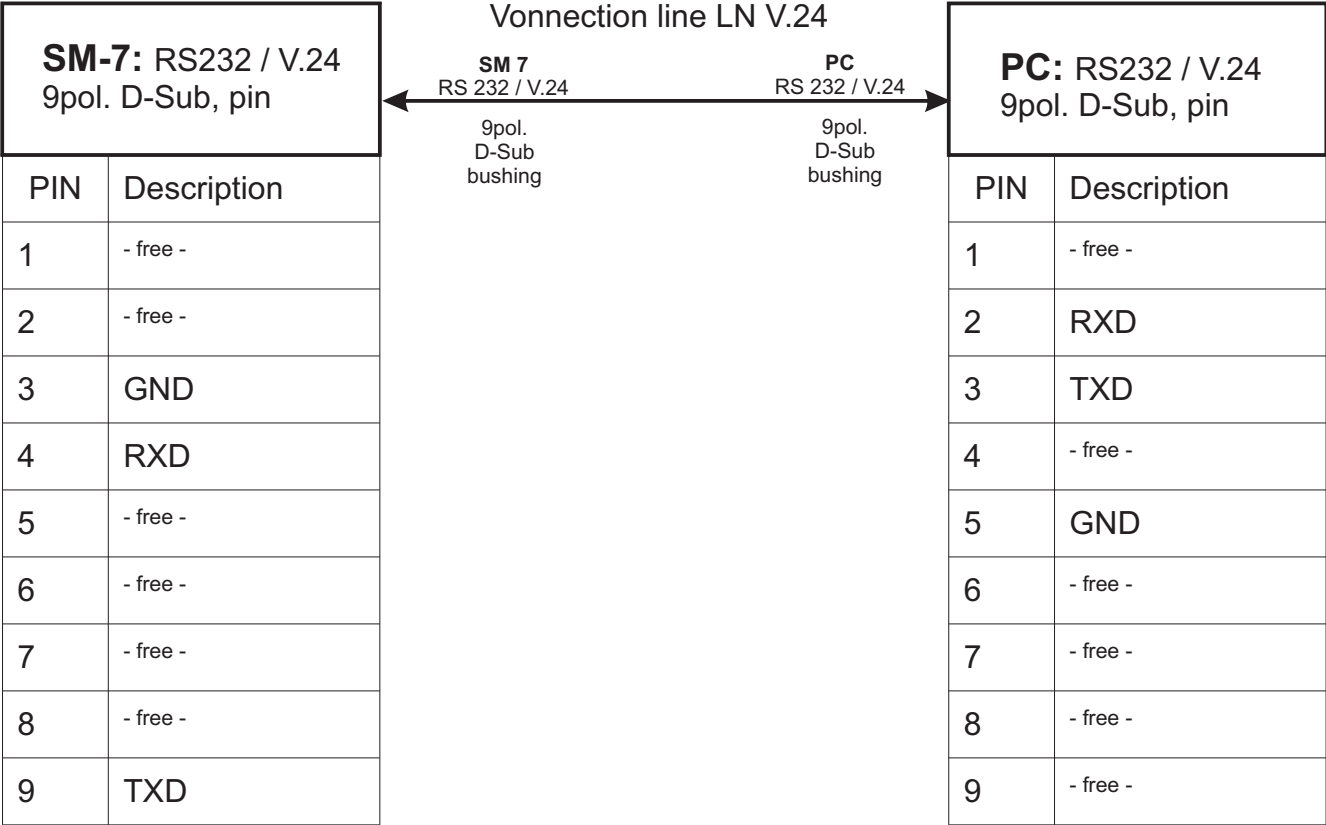 Vonnection line LN V.24
SM-7: RS232 / V.24
9pol. D-Sub, pin
SM 7
RS 232 / V.24
9pol.
D-Sub
bushing
PC
RS 232 / V.24
9pol.
D-Sub
bushing
PC: RS232 / V.24
9pol. D-Sub, pin
PIN Description
1 - free -
2 - free -
3 GND
4 RXD
5 - free -
6 - free -
7 - free -
8 - free -
9 TXD
PIN Description
1 - free -
2 RXD
3 TXD
4 - free -
5 GND
6 - free -
7 - free -
8 - free -
9 - free -